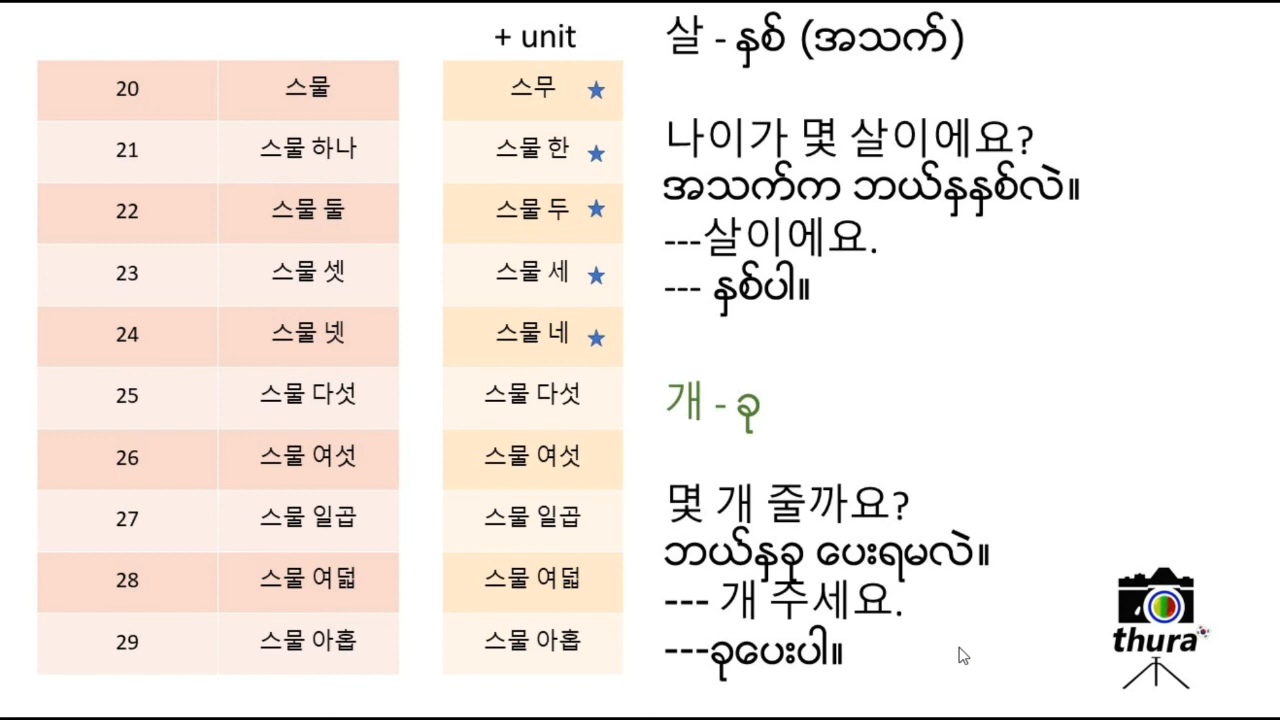 + unit
20 스물 스무
21 스물 하나 스물 한
22 스물 둘 스물 두
23 스물 셋 스물 세
24 스물 넷 스물 네
25 스물 다섯 스물 다섯
26 스물 여섯 스물 여섯
27 스물 일곱 스물 일곱
28 스물 여덟 스물 여덟
29 스물 아홉 스물 아홉
살 - နှစ် (အသက်)
나이가 몇 살이에요?
အသက်က ဘယ်နှနှစ်လဲ။
---살이에요.
--- နှစ်ပါ။
개 - ခု
몇 개 줄까요?
ဘယ်နှခု ပေးရမလဲ။
--- 개 주세요.
---ခုပေးပါ။
thura